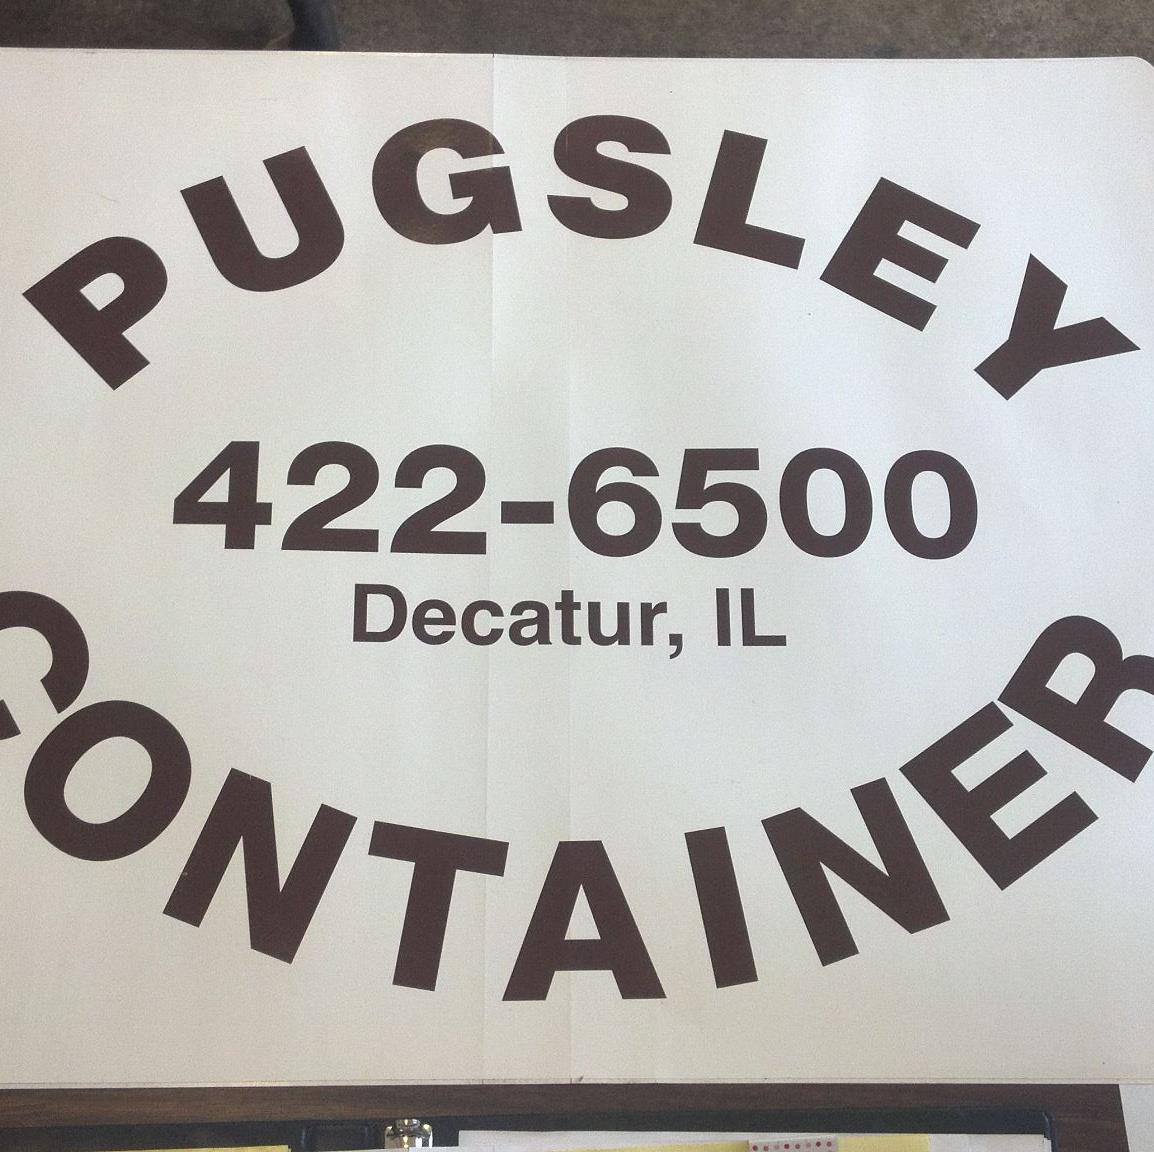 PUGSLEY
422-6500
Decatur, IL
CONTAINER